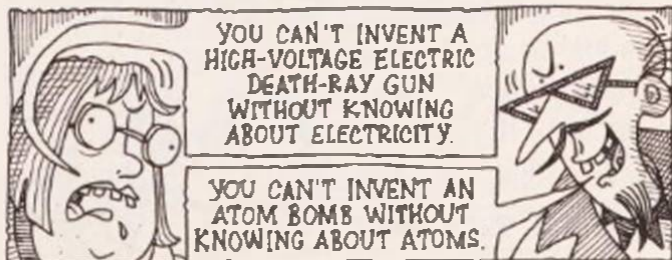 YOU CAN'T INVENT A
HIGH-VOLTAGE ELECTRIC
DEATH-RAY GUN
WITHOUT KNOWING
ABOUT ELECTRICITY.
YOU CAN'T INVENT AN
ATOM BOMB WITHOUT
KNOWING ABOUT ATOMS.